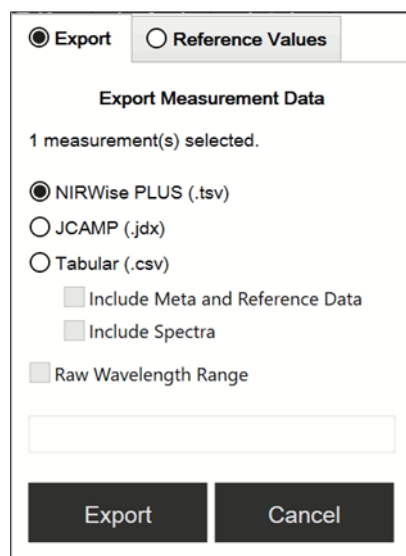 Export
Reference Values
Export Measurement Data
1 measurement(s) selected.
NIRWise PLUS (.tsv)
JCAMP (.jdx)
Tabular (.csv)
Include Meta and Reference Data
Include Spectra
Raw Wavelength Range
Export
Cancel